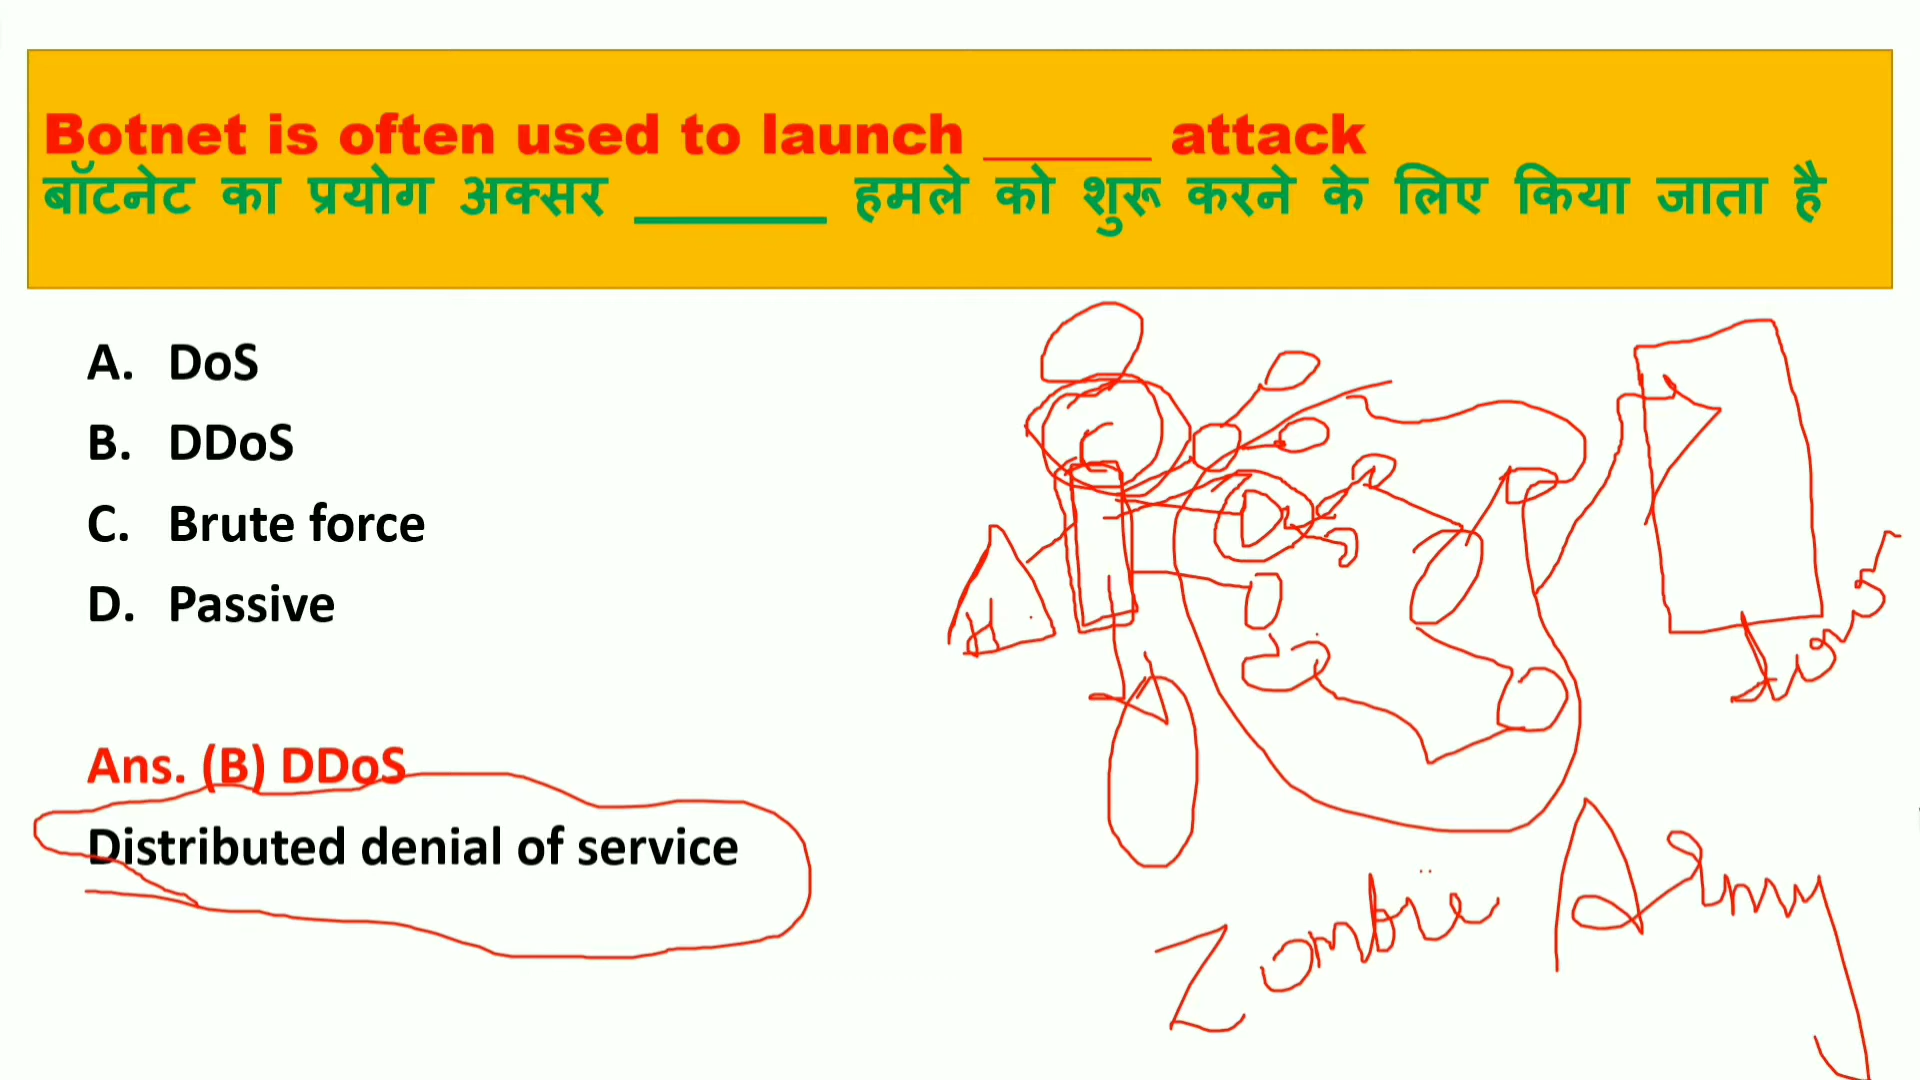 Botnet is often used to launch ______ attack
बॉटनेट का प्रयोग अक्सर _______ हमले को शुरू करने के लिए किया जाता है
A. DoS
B. DDoS
C. Brute force
D. Passive
Ans. (B) DDoS
Distributed denial of service
H
C
Zombie Army